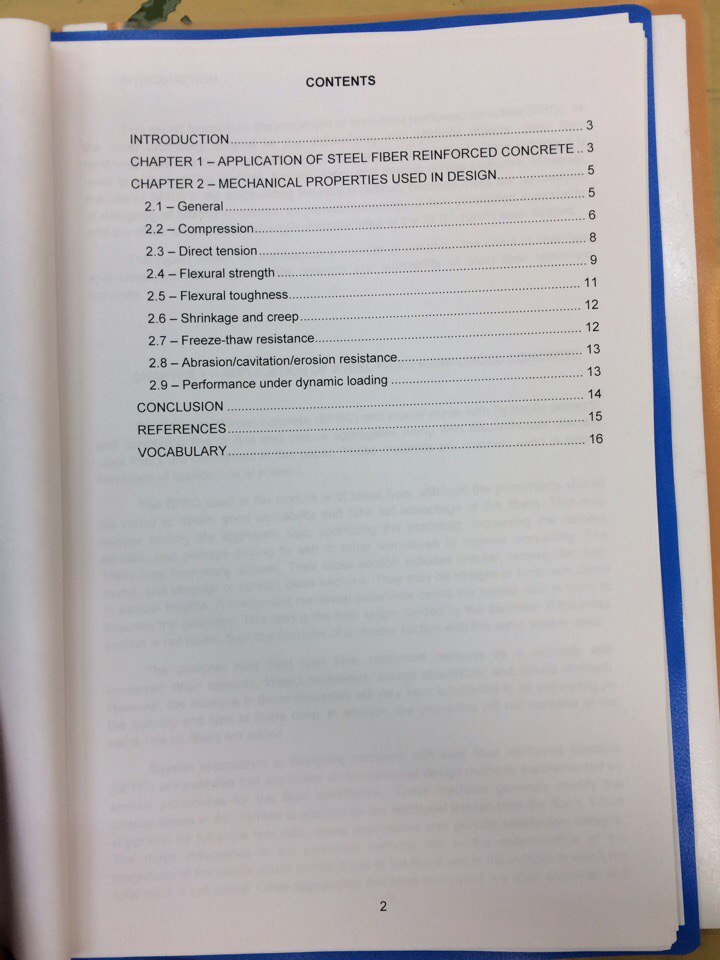 CONTENTS
INTRODUCTION 3
CHAPTER 1 – APPLICATION OF STEEL FIBER REINFORCED CONCRETE 3
CHAPTER 2 – MECHANICAL PROPERTIES USED IN DESIGN 5
2.1 – General 5
2.2 – Compression 6
2.3 – Direct tension 8
2.4 – Flexural strength 9
2.5 – Flexural toughness 11
2.6 – Shrinkage and creep 12
2.7 – Freeze-thaw resistance 12
2.8 – Abrasion/cavitation/erosion resistance 13
2.9 – Performance under dynamic loading 13
CONCLUSION 14
REFERENCES 15
VOCABULARY 16
2